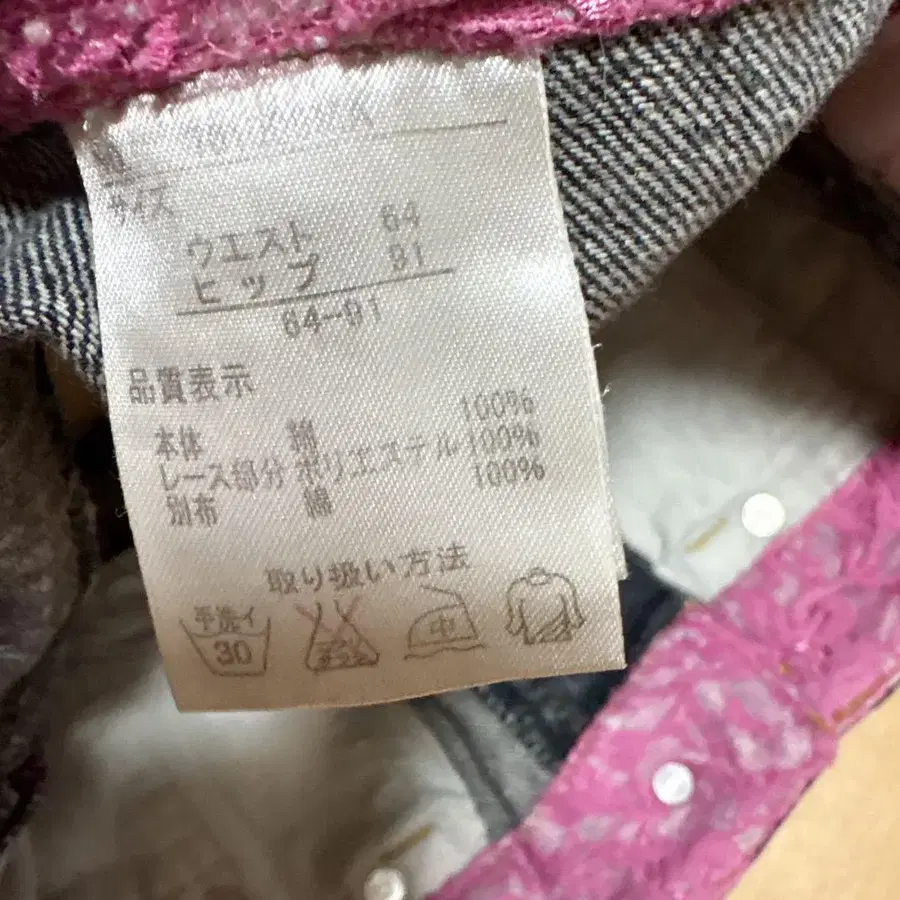 サイズ
ウエスト 64
ヒップ 91
64-91
品質表示
本体 綿 100%
レース部分 ポリエステル 100%
別布 綿 100%
取り扱い方法
手洗イ 30
中